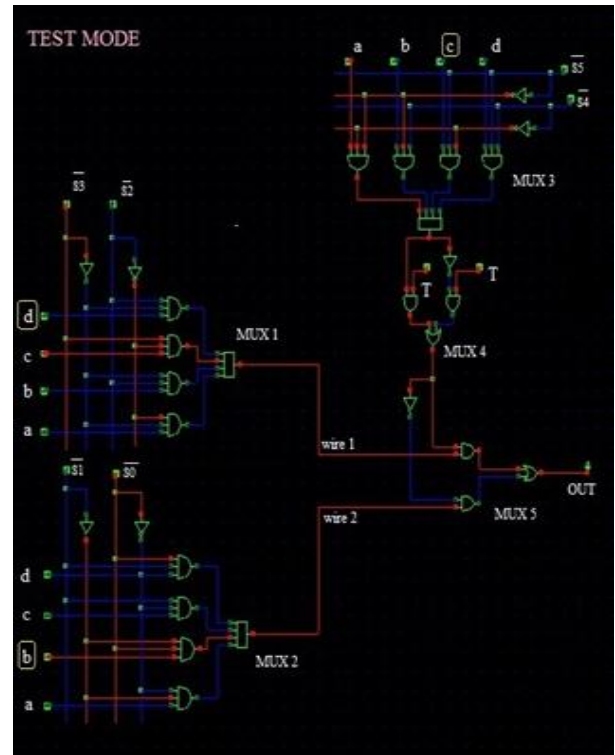 TEST MODE
a b c d
S5
S4
MUX 3
S3 S2
T T
d
MUX 1
c
MUX 4
b
a
wire 1
S1 S0
OUT
MUX 5
wire 2
d
c
b
MUX 2
a